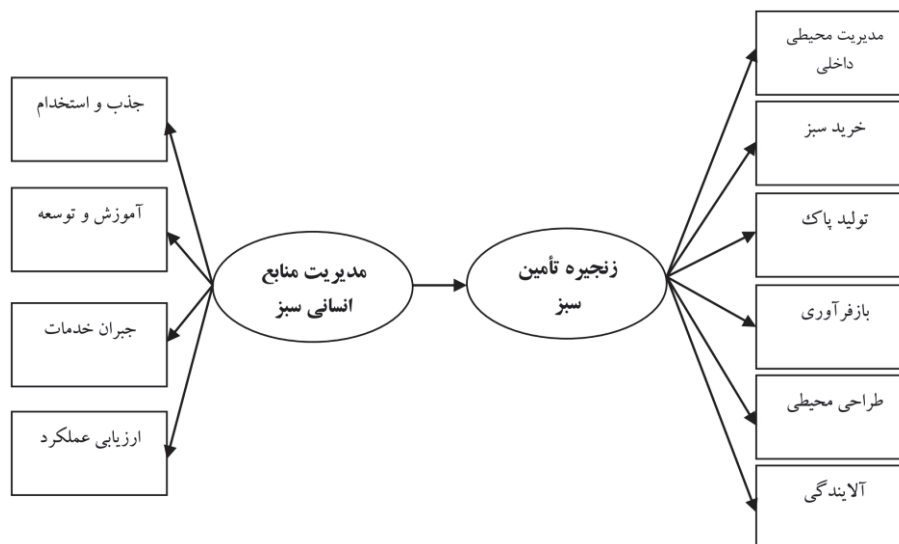 مدیریت محیطی
داخلی
خرید سبز
تولید پاک
بازفرآوری
طراحی محیطی
آلایندگی
زنجیره تأمین
سبز
مدیریت منابع
انسانی سبز
جذب و استخدام
آموزش و توسعه
جبران خدمات
ارزیابی عملکرد